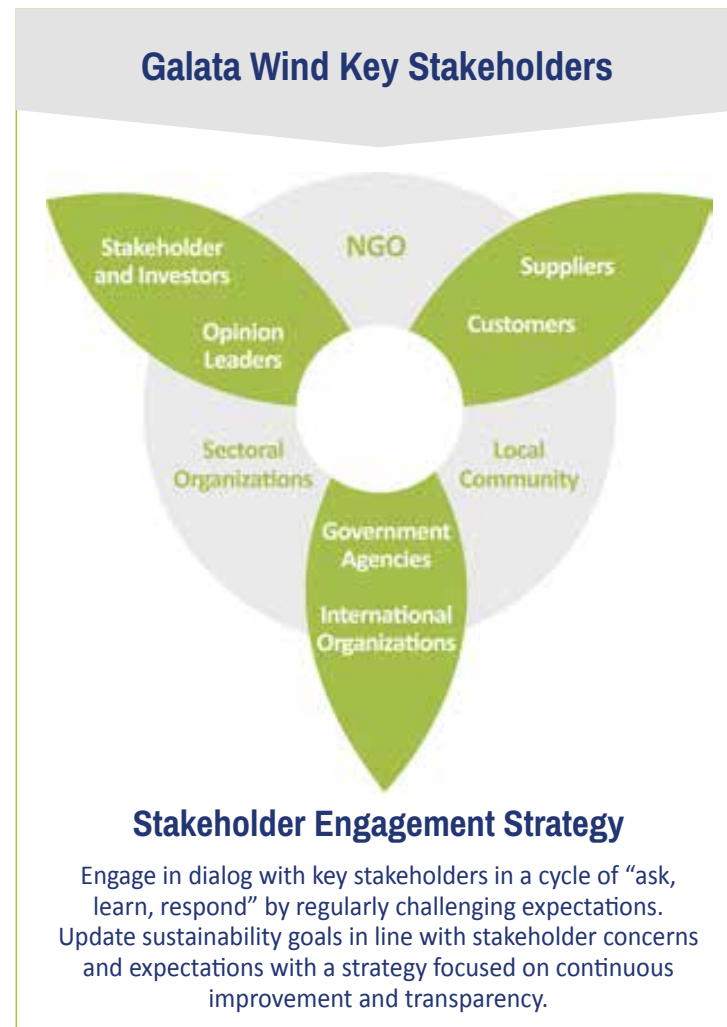 Galata Wind Key Stakeholders
Stakeholder
and Investors
Opinion
Leaders
NGO
Suppliers
Customers
Sectoral
Organizations
Local
Community
Government
Agencies
International
Organizations
Stakeholder Engagement Strategy
Engage in dialog with key stakeholders in a cycle of “ask,
learn, respond” by regularly challenging expectations.
Update sustainability goals in line with stakeholder concerns
and expectations with a strategy focused on continuous
improvement and transparency.